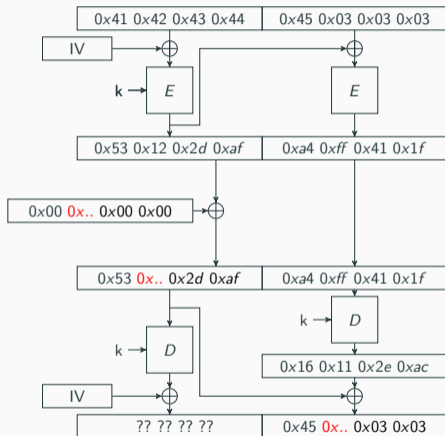 0x41 0x42 0x43 0x44 0x45 0x03 0x03 0x03
IV
k E E
0x53 0x12 0x2d 0xaf 0xa4 0xff 0x41 0x1f
0x00 0x.. 0x00 0x00
0x53 0x.. 0x2d 0xaf 0xa4 0xff 0x41 0x1f
k D
k D
0x16 0x11 0x2e 0xac
IV
?? ?? ?? ?? 0x45 0x.. 0x03 0x03